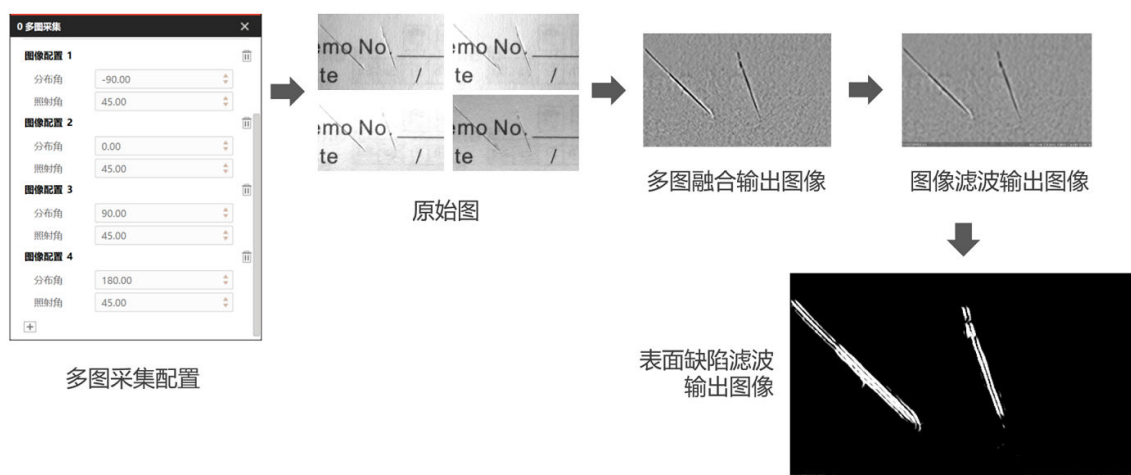 0 多图采集
图像配置 1
分布角 -90.00
照射角 45.00
图像配置 2
分布角 0.00
照射角 45.00
图像配置 3
分布角 90.00
照射角 45.00
图像配置 4
分布角 180.00
照射角 45.00
多图采集配置
emo No.
te /
emo No.
te /
emo No.
te /
emo No.
te /
原始图
多图融合输出图像
图像滤波输出图像
表面缺陷滤波
输出图像